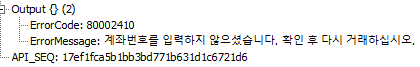 Output {} (2)
ErrorCode: 80002410
ErrorMessage: 계좌번호를 입력하지 않으셨습니다. 확인 후 다시 거래하십시오.
API_SEQ: 17ef1fca5b1bb3bd771b631d1c6721d6